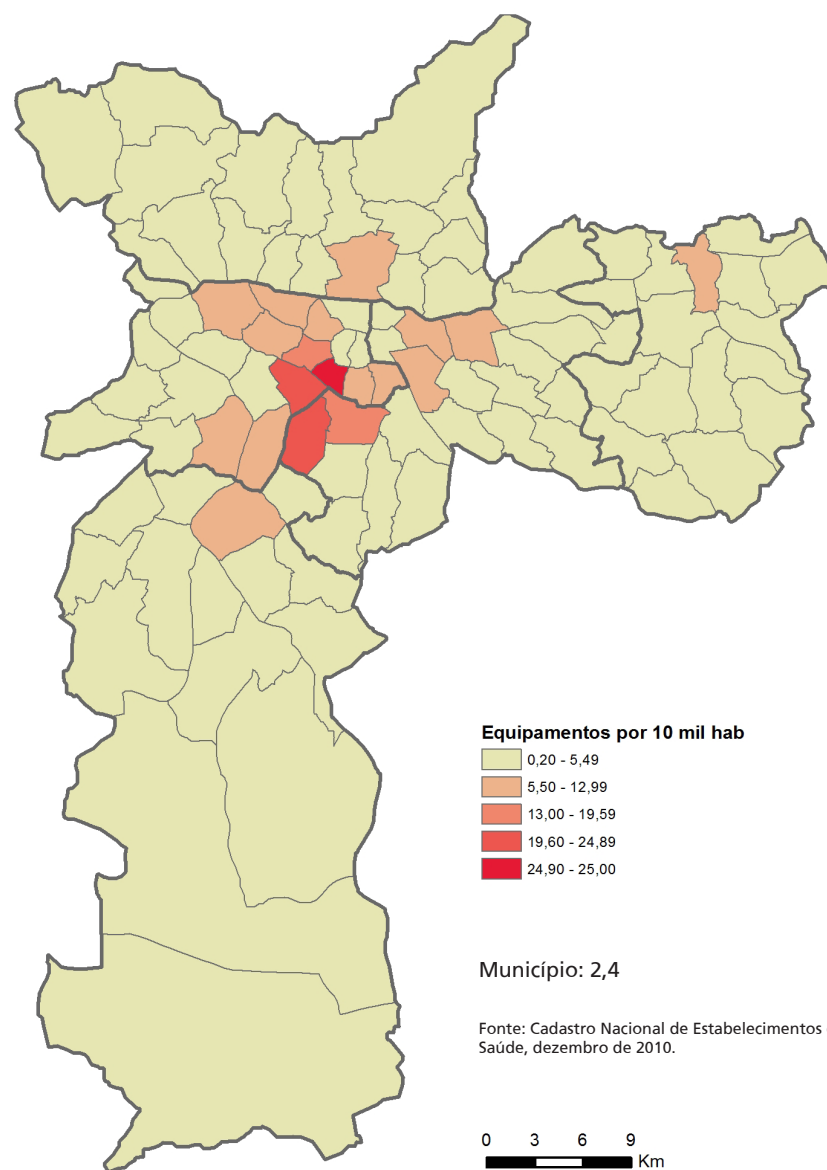 Equipamentos por 10 mil hab
0,20 - 5,49
5,50 - 12,99
13,00 - 19,59
19,60 - 24,89
24,90 - 25,00
Município: 2,4
Fonte: Cadastro Nacional de Estabelecimentos
Saúde, dezembro de 2010.
0 3 6 9
Km